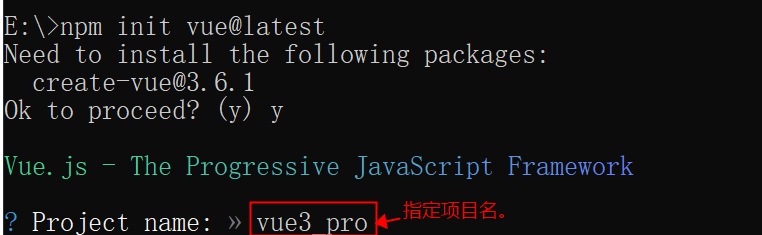 E:\>npm init vue@latest
Need to install the following packages:
  create-vue@3.6.1
Ok to proceed? (y) y
Vue.js - The Progressive JavaScript Framework
? Project name: » vue3_pro 指定项目名。